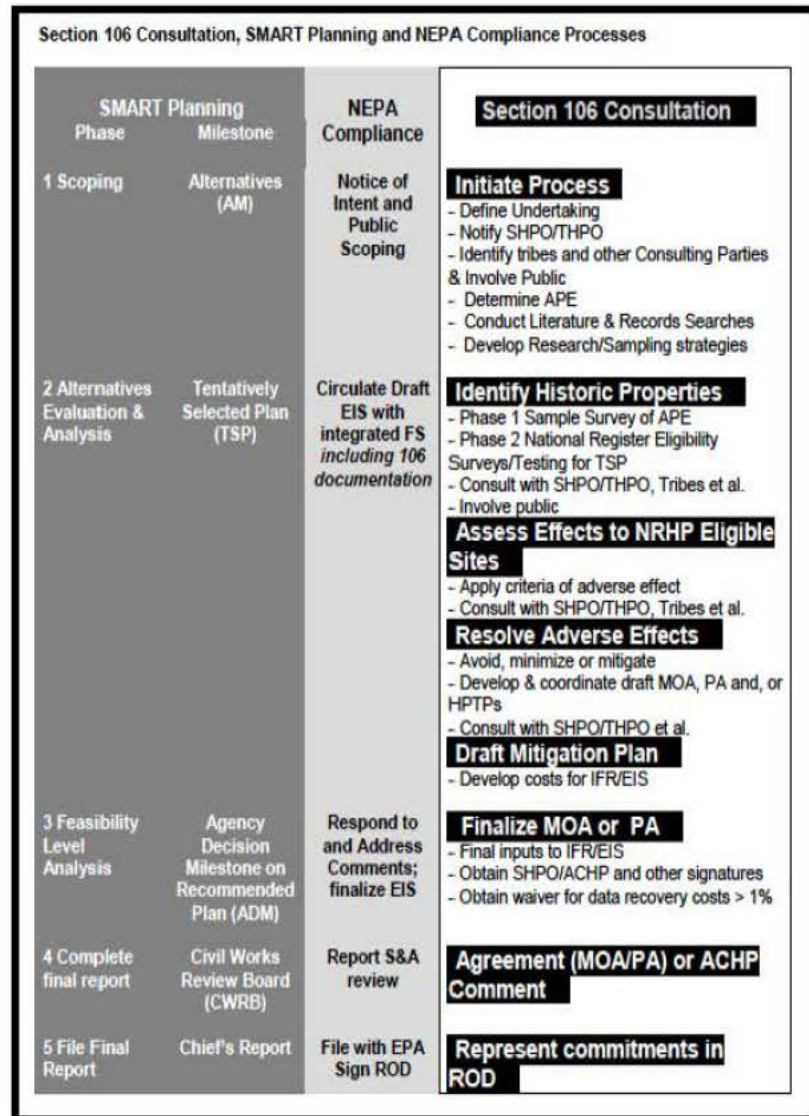 Section 106 Consultation, SMART Planning and NEPA Compliance Processes
SMART Planning
Phase
Milestone
NEPA
Compliance
Section 106 Consultation
1 Scoping
Alternatives
(AM)
Notice of
Intent and
Public
Scoping
Initiate Process
- Define Undertaking
- Notify SHPO/THPO
- Identify tribes and other Consulting Parties
& Involve Public
- Determine APE
- Conduct Literature & Records Searches
- Develop Research/Sampling strategies
2 Alternatives
Evaluation &
Analysis
Tentatively
Selected Plan
(TSP)
Circulate Draft
EIS with
integrated FS
including 106
documentation
Identify Historic Properties
- Phase 1 Sample Survey of APE
- Phase 2 National Register Eligibility
Surveys/Testing for TSP
- Consult with SHPO/THPO, Tribes et al.
- Involve public
Assess Effects to NRHP Eligible
Sites
- Apply criteria of adverse effect
- Consult with SHPO/THPO, Tribes et al.
Resolve Adverse Effects
- Avoid, minimize or mitigate
- Develop & coordinate draft MOA, PA and, or
HPTPs
- Consult with SHPO/THPO et al.
Draft Mitigation Plan
- Develop costs for IFR/EIS
3 Feasibility
Level
Analysis
Agency
Decision
Milestone on
Recommended
Plan (ADM)
Respond to
and Address
Comments;
finalize EIS
Finalize MOA or PA
- Final inputs to IFR/EIS
- Obtain SHPO/ACHP and other signatures
- Obtain waiver for data recovery costs > 1%
4 Complete
final report
Civil Works
Review Board
(CWRB)
Report S&A
review
Agreement (MOA/PA) or ACHP
Comment
5 File Final
Report
Chief's Report
File with EPA
Sign ROD
Represent commitments in
ROD